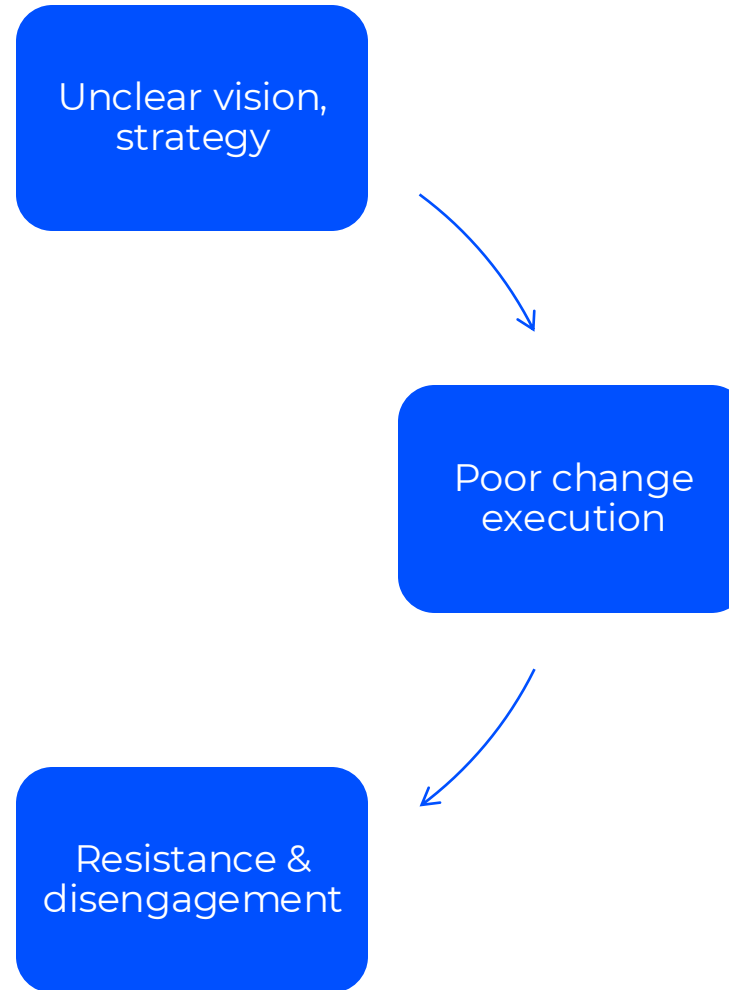 Unclear vision,
strategy
Poor change
execution
Resistance &
disengagement